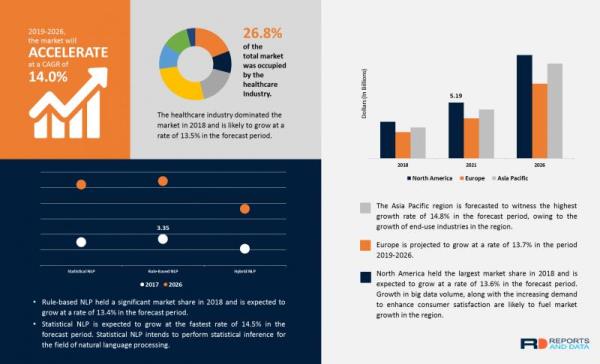 2019-2026,
the market will
ACCELERATE
at a CAGR of
14.0%
26.8%
of the
total market
was occupied
by the
healthcare
Industry.
The healthcare industry dominated the
market in 2018 and is likely to grow at a
rate of 13.5% in the forecast period.
3.35
Statistical NLP
Rule-Based NLP
Hybrid NLP
2017
2026
• Rule-based NLP held a significant market share in 2018 and is expected to
grow at a rate of 13.4% in the forecast period.
• Statistical NLP is expected to grow at the fastest rate of 14.5% in the
forecast period. Statistical NLP intends to perform statistical inference for
the field of natural language processing.
Dollars (In Billions)
5.19
2018
2021
2026
North America
Europe
Asia Pacific
The Asia Pacific region is forecasted to witness the highest
growth rate of 14.8% in the forecast period, owing to the
growth of end-use industries in the region.
Europe is projected to grow at a rate of 13.7% in the period
2019-2026.
North America held the largest market share in 2018 and is
expected to grow at a rate of 13.6% in the forecast period.
Growth in big data volume, along with the increasing demand
to enhance consumer satisfaction are likely to fuel market
growth in the region.
REPORTS
AND DATA